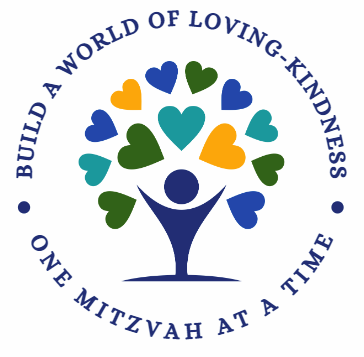 BUILD A WORLD OF LOVING-KINDNESS
ONE MITZVAH AT A TIME